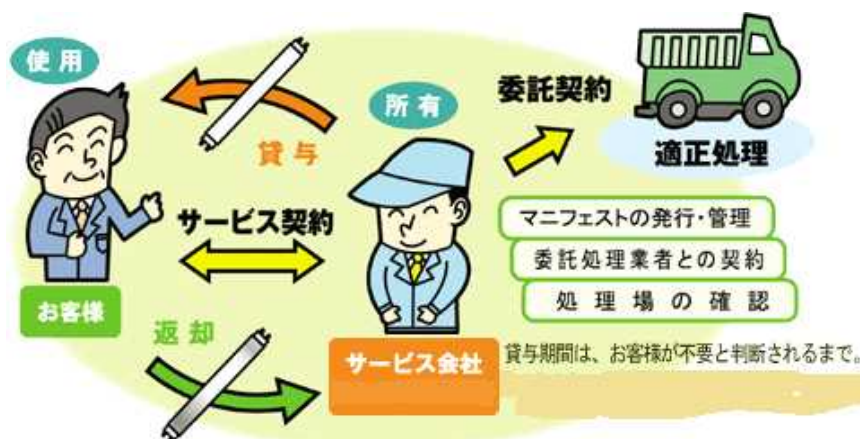 使用
所有
委託契約
適正処理
貸与
サービス契約
マニフェストの発行・管理
委託処理業者との契約
処理場の確認
お客様
返却
サービス会社
貸与期間は、お客様が不要と判断されるまで。